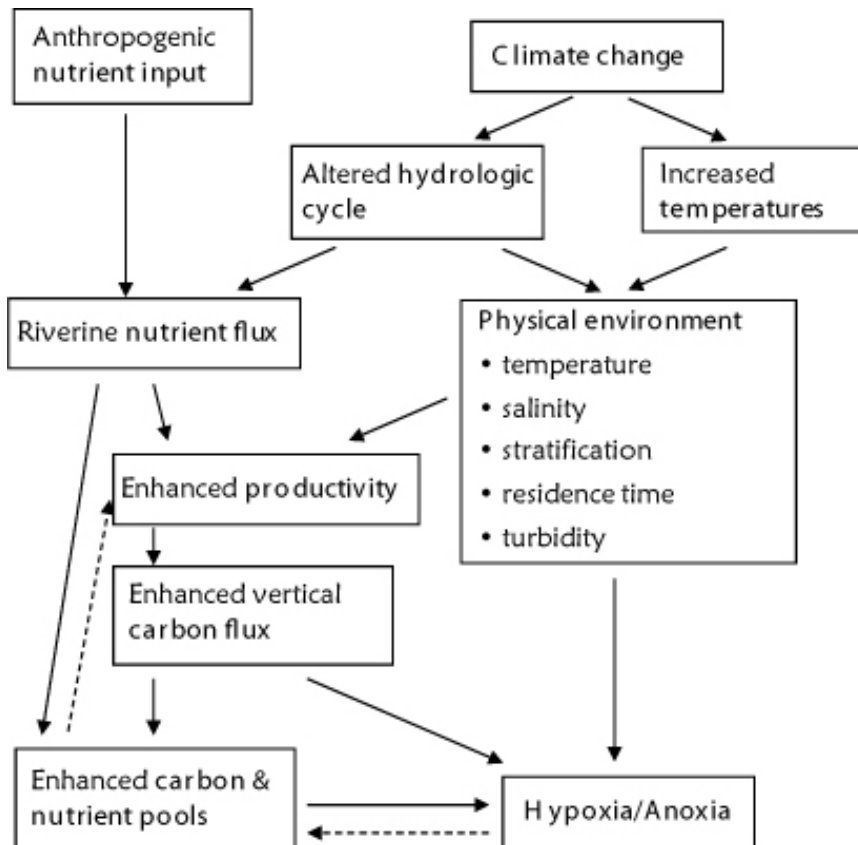 Anthropogenic
nutrient input
Climate change
Altered hydrologic
cycle
Increased
temperatures
Riverine nutrient flux
Physical environment
• temperature
• salinity
• stratification
• residence time
• turbidity
Enhanced productivity
Enhanced vertical
carbon flux
Enhanced carbon &
nutrient pools
Hypoxia/Anoxia